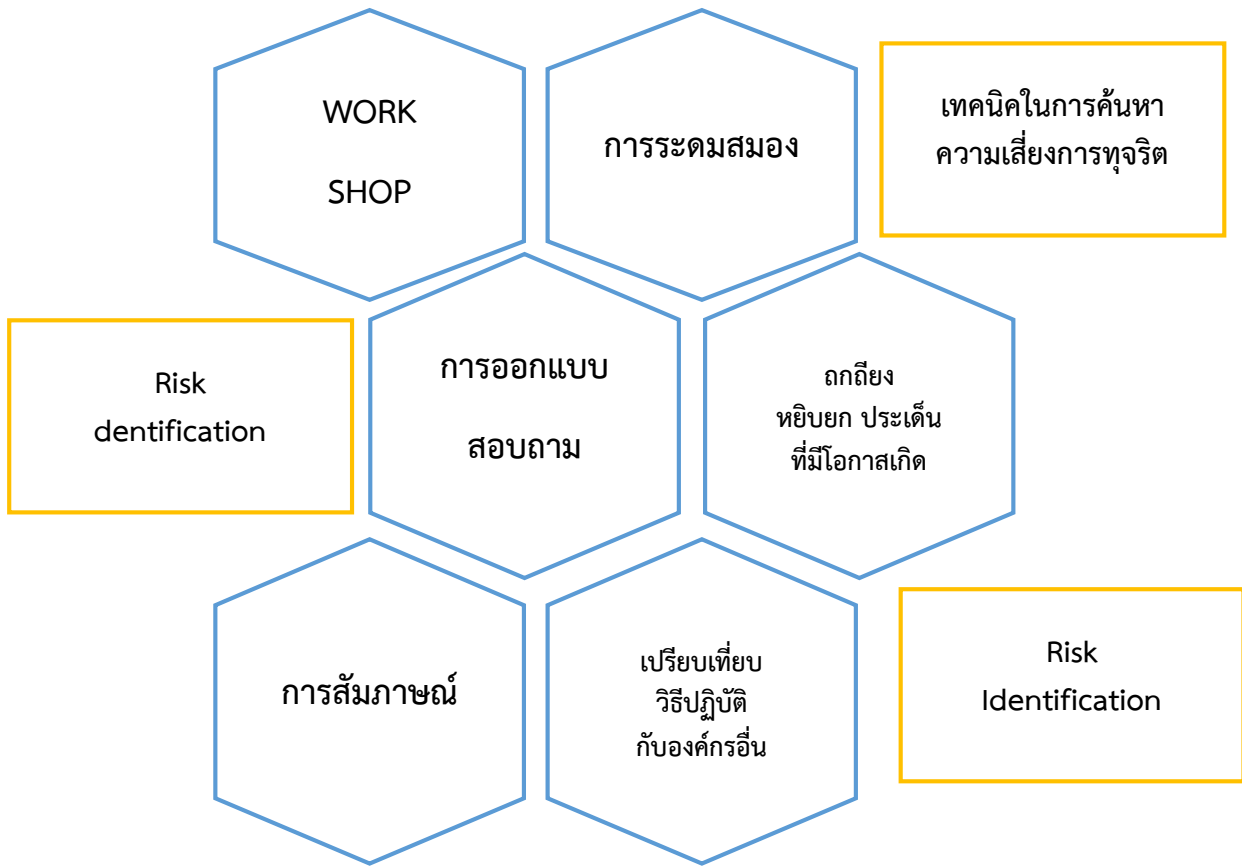 WORK
SHOP
การระดมสมอง
เทคนิคในการค้นหา
ความเสี่ยงการทุจริต
Risk
dentification
การออกแบบ
สอบถาม
ถกถียง
หยิบยก ประเด็น
ที่มีโอกาสเกิด
การสัมภาษณ์
เปรียบเที่ยบ
วิธีปฏิบัติ
กับองค์กรอื่น
Risk
Identification